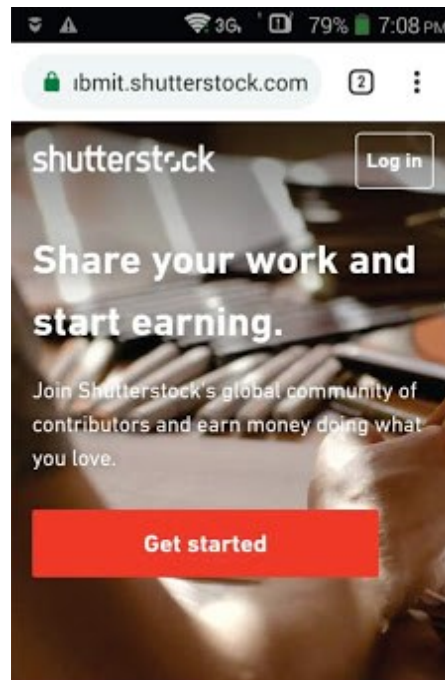 3G 79% 7:08 PM
ibmit.shutterstock.com 2
shutterstock Log in
Share your work and
start earning.
Join Shutterstock's global community of
contributors and earn money doing what
you love.
Get started